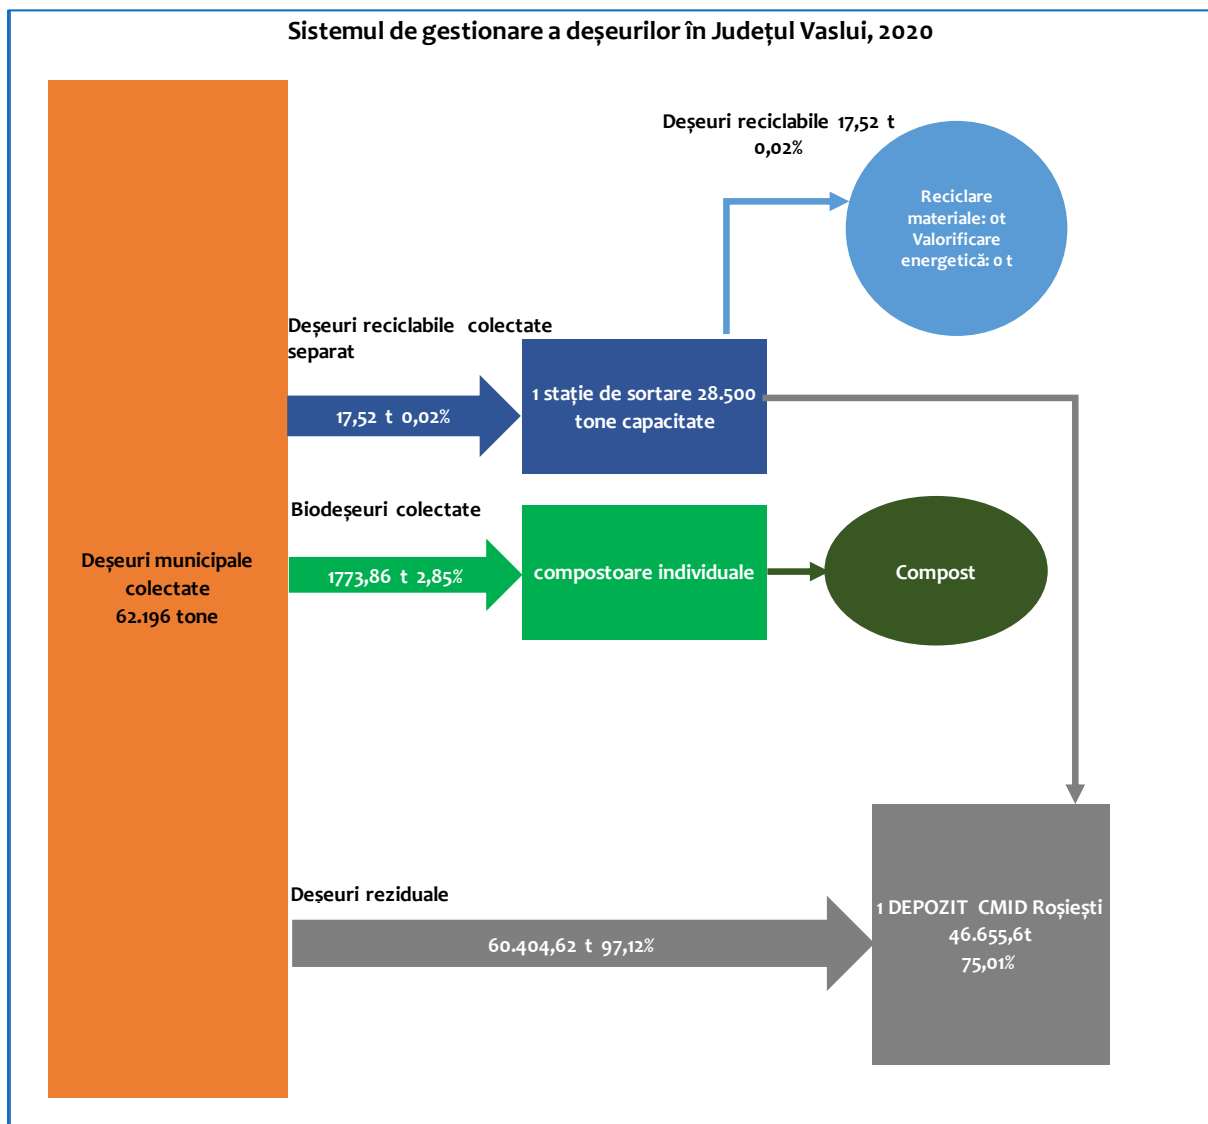 Sistemul de gestionare a deșeurilor în Județul Vaslui, 2020
Deșeuri reciclabile 17,52 t
0,02%
Reciclare
materiale: 0t
Valorificare
energetică: 0 t
Deșeuri reciclabile colectate
separat
17,52 t 0,02%
1 stație de sortare 28.500
tone capacitate
Biodeșeuri colectate
1773,86 t 2,85%
compostoare individuale
Compost
Deșeuri municipale
colectate
62.196 tone
Deșeuri reziduale
60.404,62 t 97,12%
1 DEPOZIT CMID Roșiești
46.655,6t
75,01%